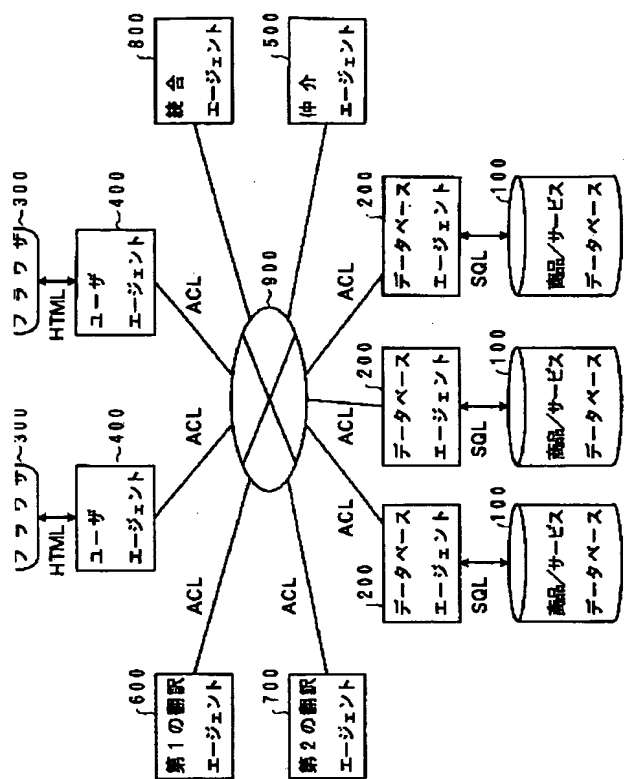 ブラウザ
~300
HTML
ユーザ
エージェント
~400
ACL
ブラウザ
~300
HTML
ユーザ
エージェント
~400
ACL
800
統合
エージェント
500
仲介
エージェント
900
600
第1の翻訳
エージェント
ACL
700
第2の翻訳
エージェント
ACL
200
データベース
エージェント
ACL
SQL
100
商品/サービス
データベース
200
データベース
エージェント
ACL
SQL
100
商品/サービス
データベース
200
データベース
エージェント
ACL
SQL
100
商品/サービス
データベース